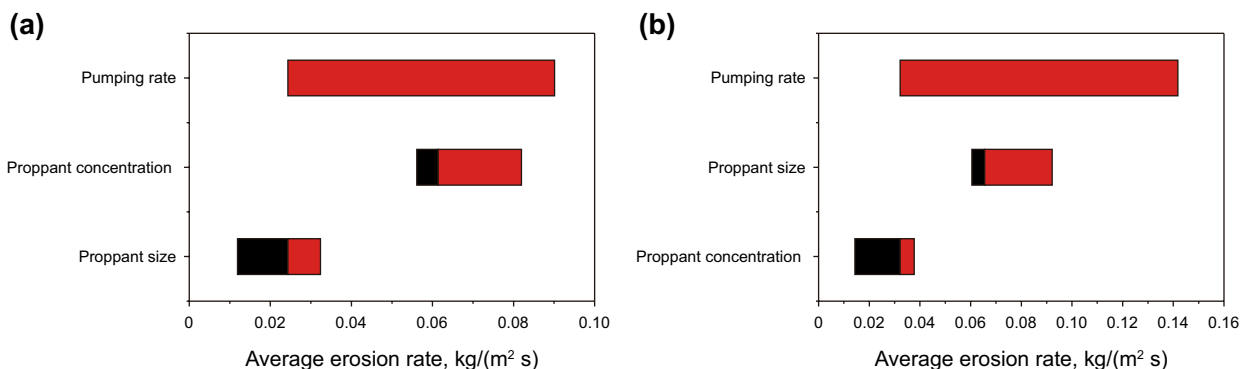 (a)
Pumping rate
Proppant concentration
Proppant size
0 0.02 0.04 0.06 0.08 0.10
Average erosion rate, kg/(m² s)
(b)
Pumping rate
Proppant size
Proppant concentration
0 0.02 0.04 0.06 0.08 0.10 0.12 0.14 0.16
Average erosion rate, kg/(m² s)